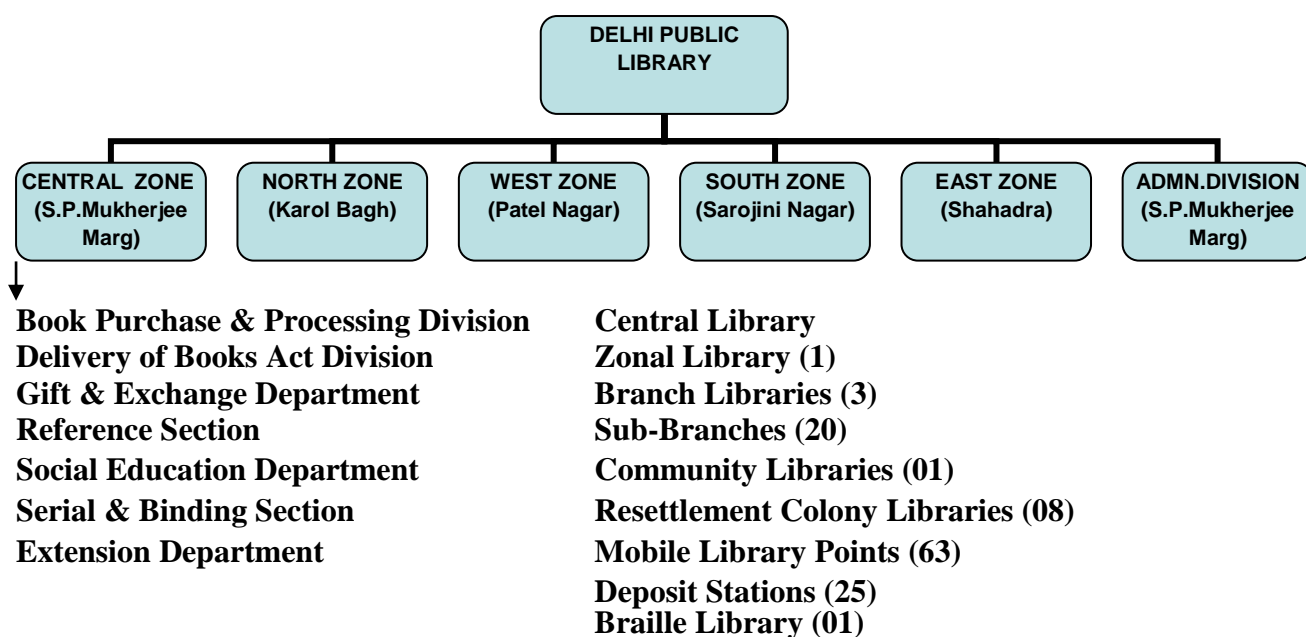 DELHI PUBLIC
LIBRARY
CENTRAL ZONE
(S.P.Mukherjee
Marg)
NORTH ZONE
(Karol Bagh)
WEST ZONE
(Patel Nagar)
SOUTH ZONE
(Sarojini Nagar)
EAST ZONE
(Shahadra)
ADMN.DIVISION
(S.P.Mukherjee
Marg)
Book Purchase & Processing Division
Delivery of Books Act Division
Gift & Exchange Department
Reference Section
Social Education Department
Serial & Binding Section
Extension Department
Central Library
Zonal Library (1)
Branch Libraries (3)
Sub-Branches (20)
Community Libraries (01)
Resettlement Colony Libraries (08)
Mobile Library Points (63)
Deposit Stations (25)
Braille Library (01)